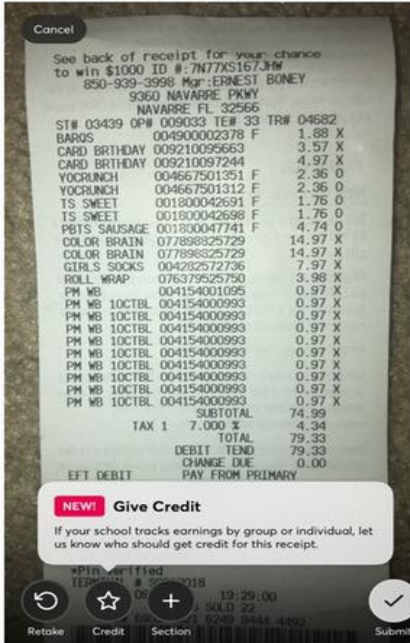 Cancel
See back of receipt for your chance
to win $1000 ID #:7N77XS167JHW
850-939-3998 Mgr:ERNEST BONEY
9360 NAVARRE PKWY
NAVARRE FL 32566
ST# 03439 OP# 009033 TE# 33 TR# 04682
BARQS 004900002378 F 1.88 X
CARD BRTHDAY 009210095663 3.57 X
CARD BRTHDAY 009210097244 4.97 X
YOCRUNCH 004667501351 F 2.36 O
YOCRUNCH 004667501312 F 2.36 O
TS SWEET 001800042691 F 1.76 O
TS SWEET 001800042698 F 1.76 O
PBTS SAUSAGE 001800047741 F 4.74 O
COLOR BRAIN 077898825729 14.97 X
COLOR BRAIN 077898825729 14.97 X
GIRLS SOCKS 004282572736 7.97 X
ROLL WRAP 076379525750 3.98 X
PM WB 004154001095 0.97 X
PM WB 10CTBL 004154000993 0.97 X
PM WB 10CTBL 004154000993 0.97 X
PM WB 10CTBL 004154000993 0.97 X
PM WB 10CTBL 004154000993 0.97 X
PM WB 10CTBL 004154000993 0.97 X
PM WB 10CTBL 004154000993 0.97 X
PM WB 10CTBL 004154000993 0.97 X
PM WB 10CTBL 004154000993 0.97 X
PM WB 10CTBL 004154000993 0.97 X
SUBTOTAL 74.99
TAX 1 7.000 % 4.34
TOTAL 79.33
DEBIT TEND 79.33
CHANGE DUE 0.00
EFT DEBIT PAY FROM PRIMARY
NEW! Give Credit
If your school tracks earnings by group or individual, let
us know who should get credit for this receipt.
*Pin Verified
19:29:00
SOLD 22
Retake Credit Section Submit